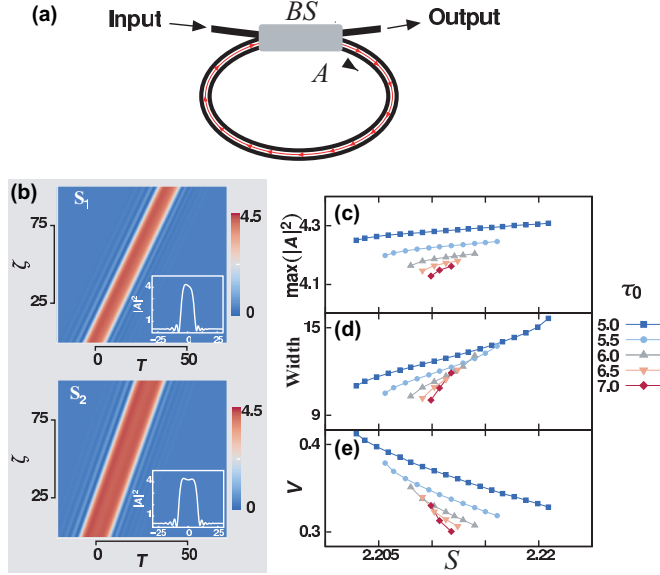 (a)
BS
Input
Output
A
(b)
S₁
4.5
0
75
25
ζ
|A|²
4
1
−25 0 25
0 50
T
S₂
4.5
0
75
25
ζ
|A|²
4
1
−25 0 25
0 50
T
(c)
4.3
4.1
max(|A|²)
(d)
15
9
Width
(e)
0.4
0.3
V
2.205 S 2.22
τ₀
5.0
5.5
6.0
6.5
7.0